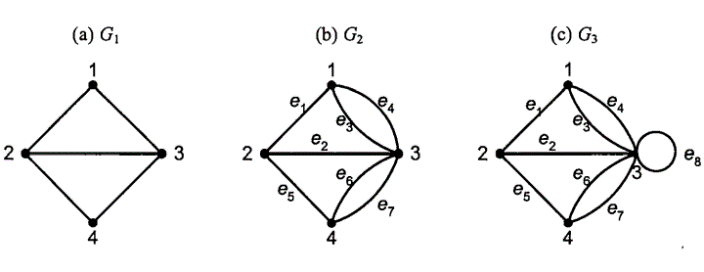 (a) G₁ (b) G₂ (c) G₃
1 1 1
e₁ e₄ e₁ e₄
e₃ e₃
2 3 2 e₂ 3 2 e₂ e₈
e₆ e₆ 3
e₅ e₇ e₅ e₇
4 4 4